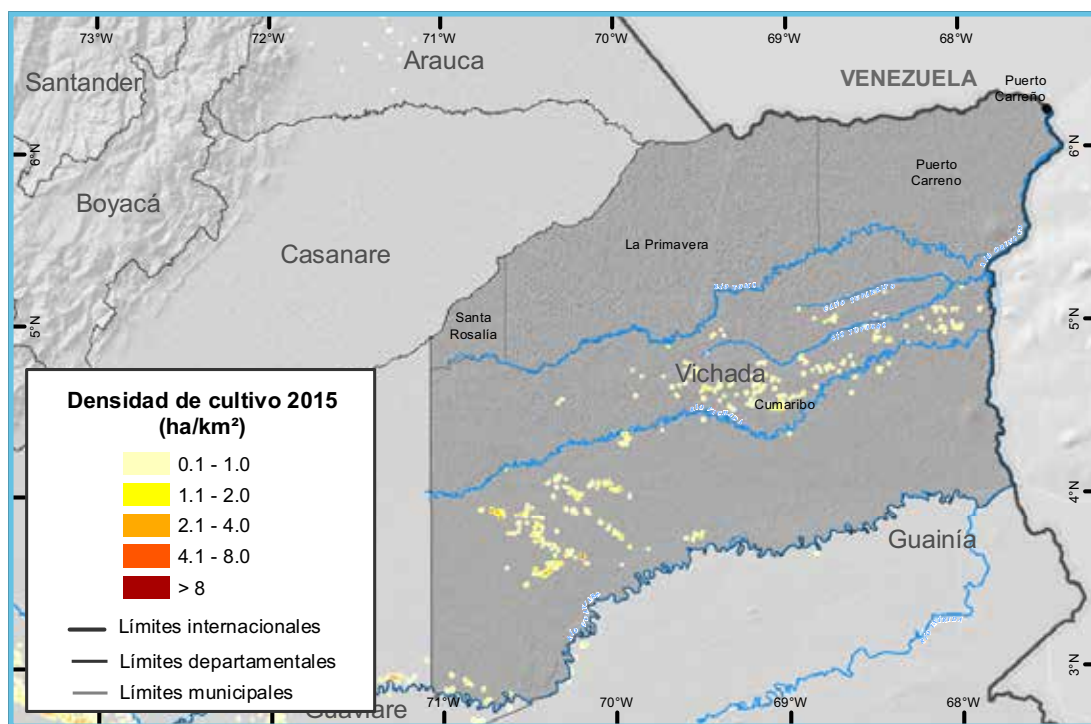 73°W
72°W
71°W
70°W
69°W
68°W
Arauca
Santander
VENEZUELA
Puerto
Carreño
6°N
6°N
Puerto
Carreno
Boyacá
La Primavera
Casanare
5°N
5°N
Santa
Rosalía
Vichada
Cumaribo
Densidad de cultivo 2015
(ha/km²)
0.1 - 1.0
1.1 - 2.0
2.1 - 4.0
4.1 - 8.0
> 8
Límites internacionales
Límites departamentales
Límites municipales
4°N
Guainía
3°N
Guaviare
71°W
70°W
69°W
68°W